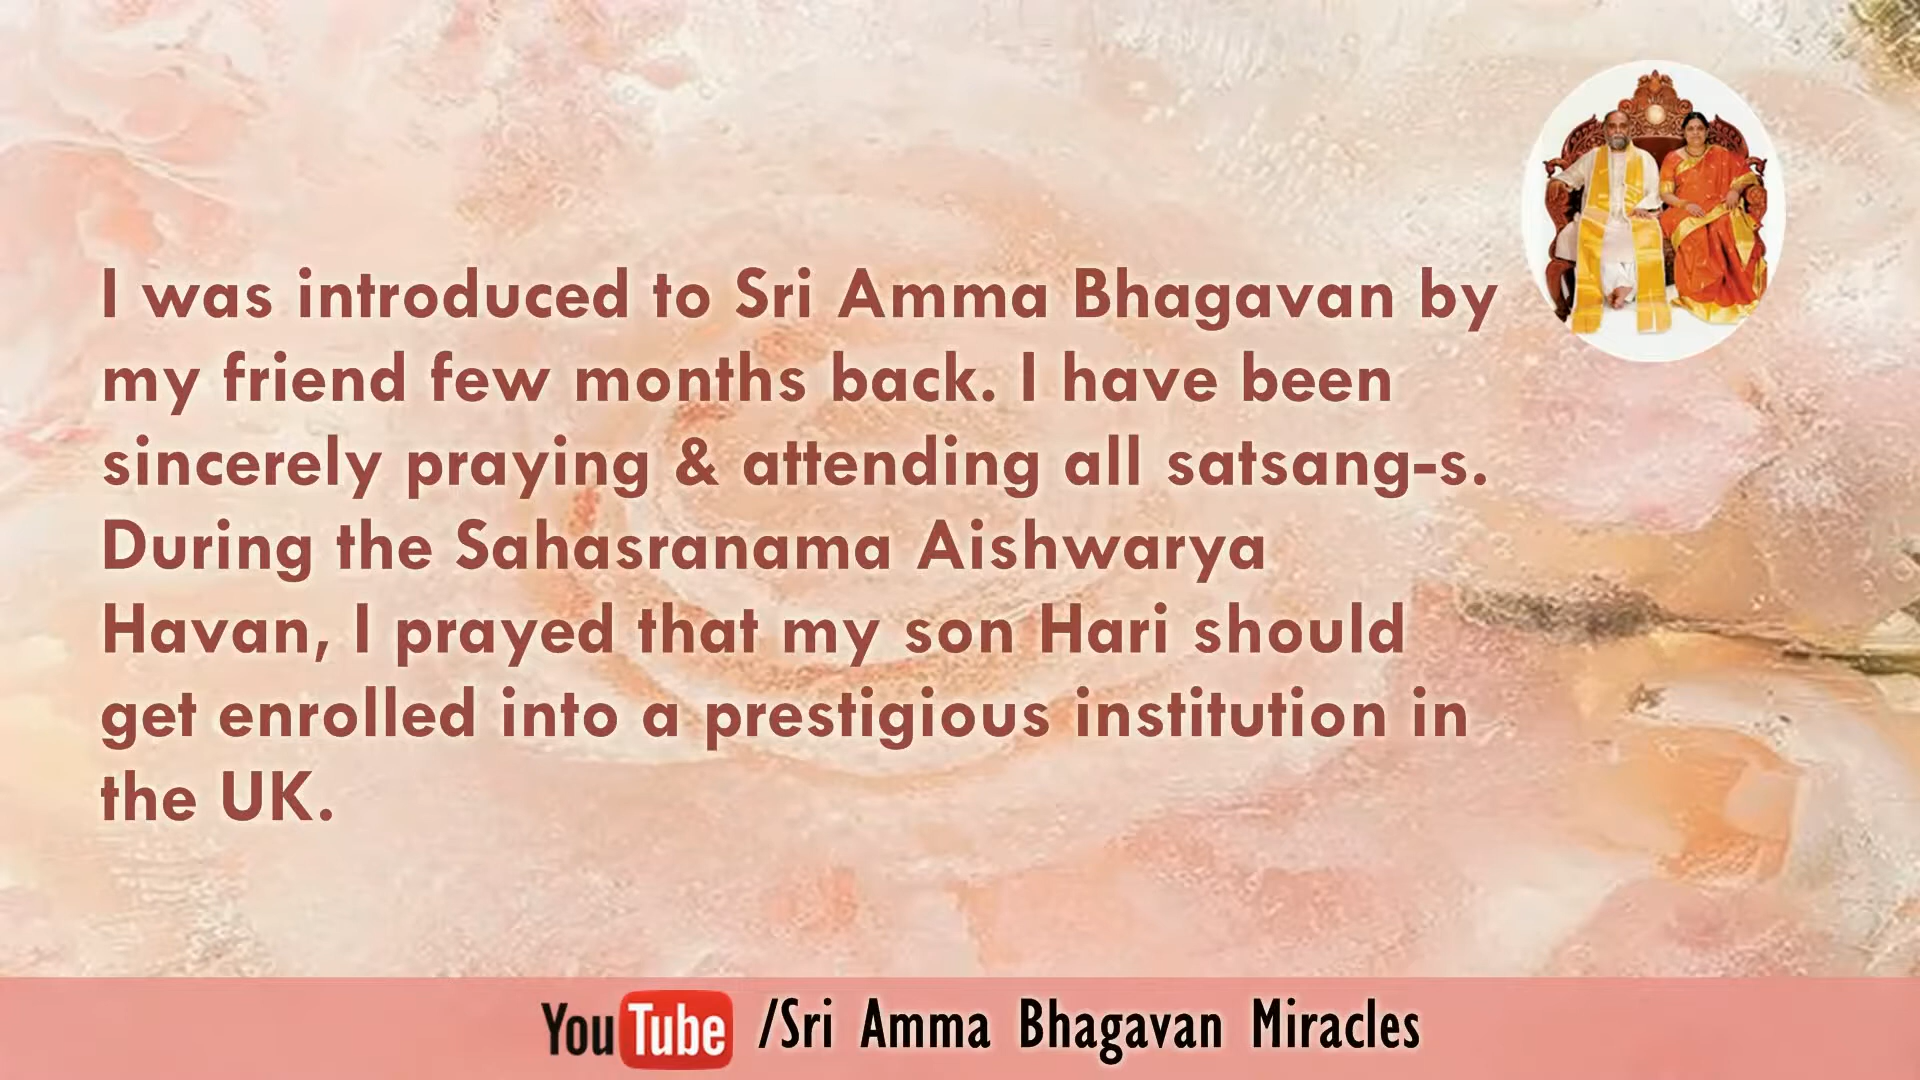 I was introduced to Sri Amma Bhagavan by
my friend few months back. I have been
sincerely praying & attending all satsang-s.
During the Sahasranama Aishwarya
Havan, I prayed that my son Hari should
get enrolled into a prestigious institution in
the UK.
YouTube /Sri Amma Bhagavan Miracles